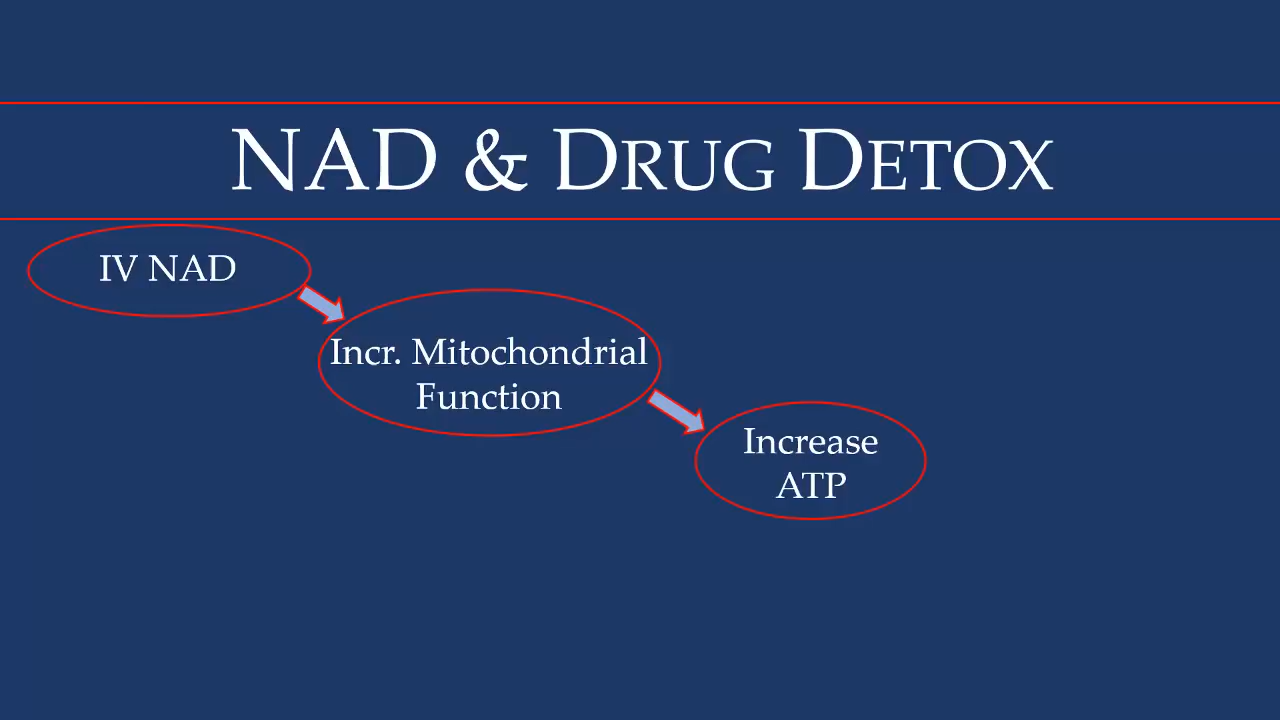 NAD & DRUG DETOX
IV NAD
Incr. Mitochondrial
Function
Increase
ATP